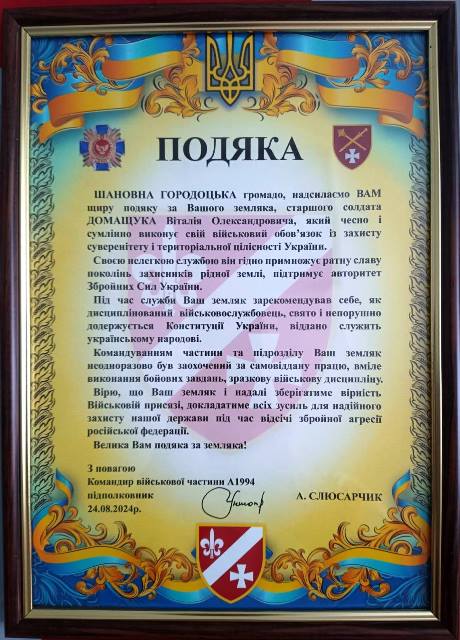 ПОДЯКА
ШАНОВНА ГОРОДОЦЬКА громадо, надсилаємо ВАМ
щиру подяку за Вашого земляка, старшого солдата
ДОМАЩУКА Віталія Олександровича, який чесно і
сумлінно виконує свій військовий обов’язок із захисту
суверенітету і територіальної цілісності України.
Своєю нелегкою службою він гідно примножує ратну славу
поколінь захисників рідної землі, підтримує авторитет
Збройних Сил України.
Під час служби Ваш земляк зарекомендував себе, як
дисциплінований військовослужбовець, свято і непорушно
додержується Конституції України, віддано служить
українському народові.
Командуванням частини та підрозділу Ваш земляк
неодноразово був заохочений за самовіддану працю, вміле
виконання бойових завдань, зразкову військову дисципліну.
Вірю, що Ваш земляк і надалі зберігатиме вірність
Військовій присязі, докладатиме всіх зусиль для надійного
захисту нашої держави під час відсічі збройної агресії
російської федерації.
Велика Вам подяка за земляка!
З повагою
Командир військової частини А1994
підполковник А. СЛЮСАРЧИК
24.08.2024р.